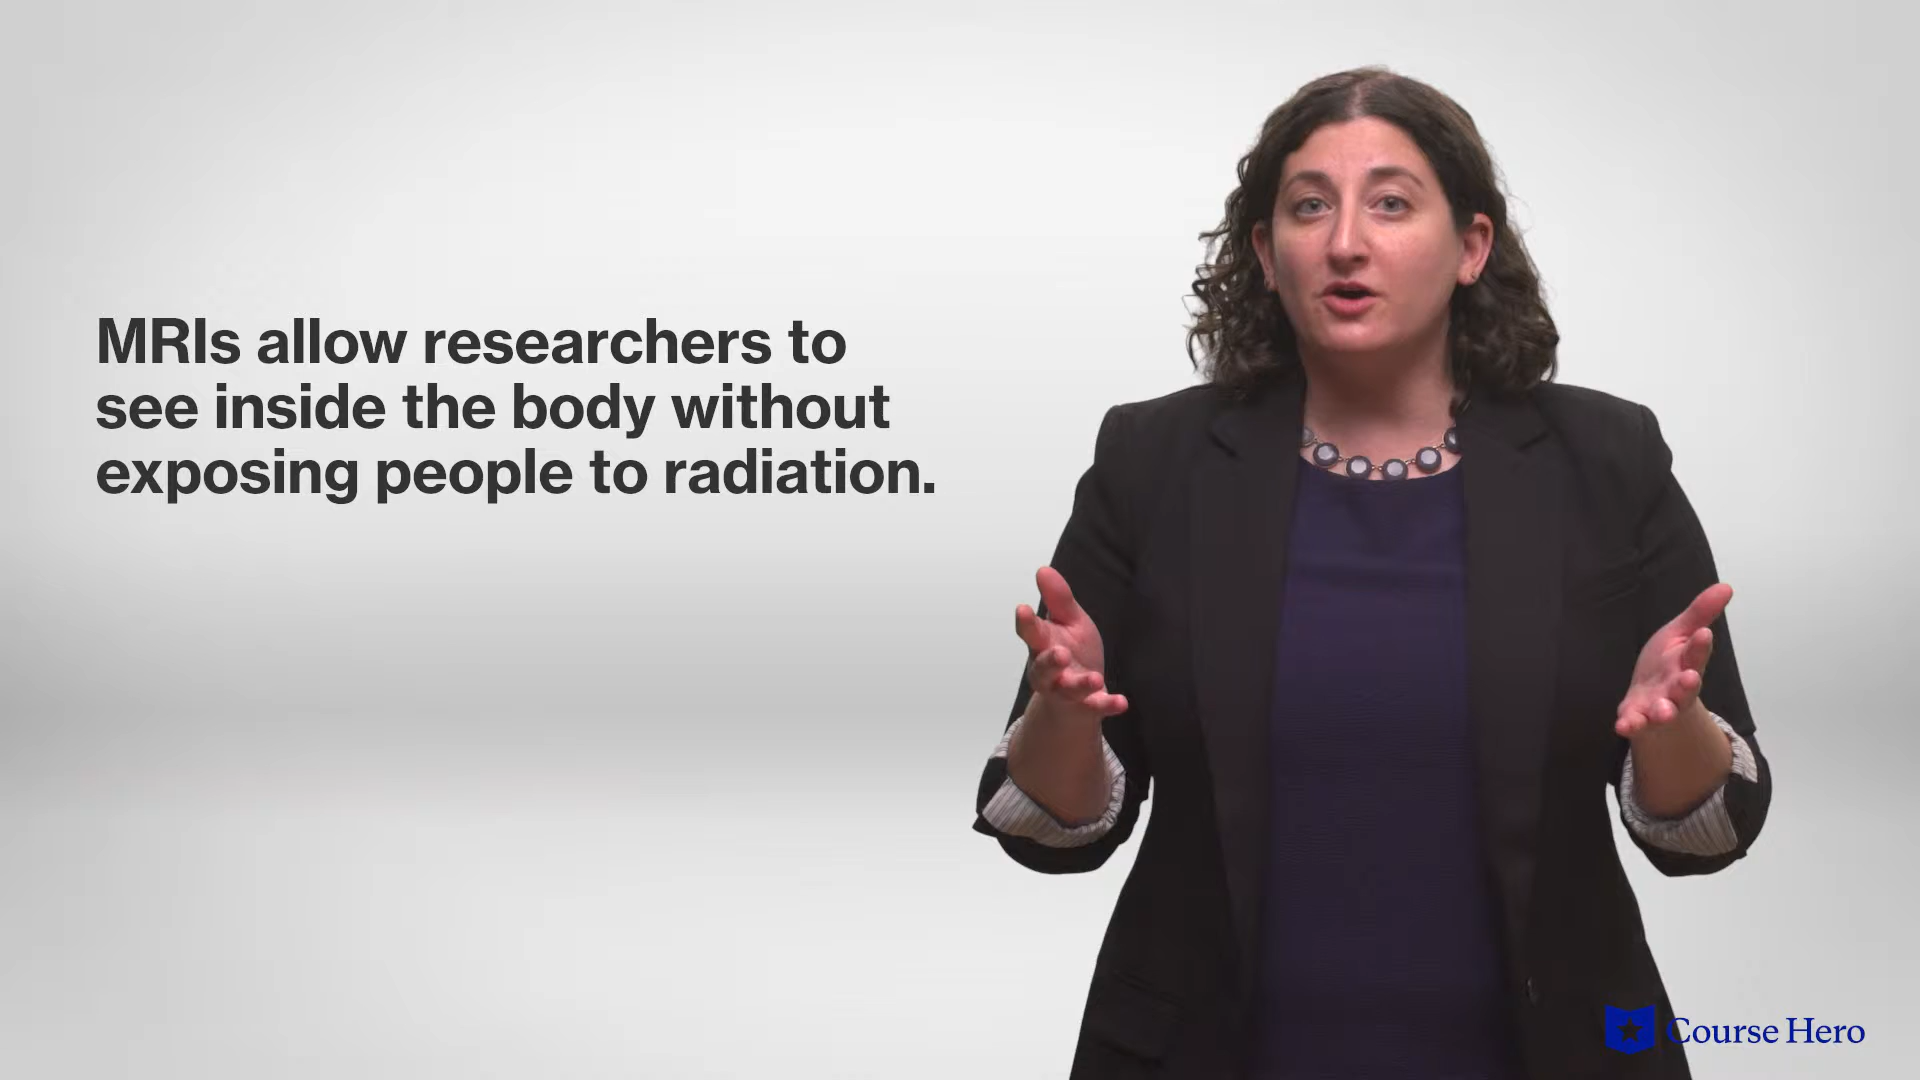 MRIs allow researchers to
see inside the body without
exposing people to radiation.
Course Hero